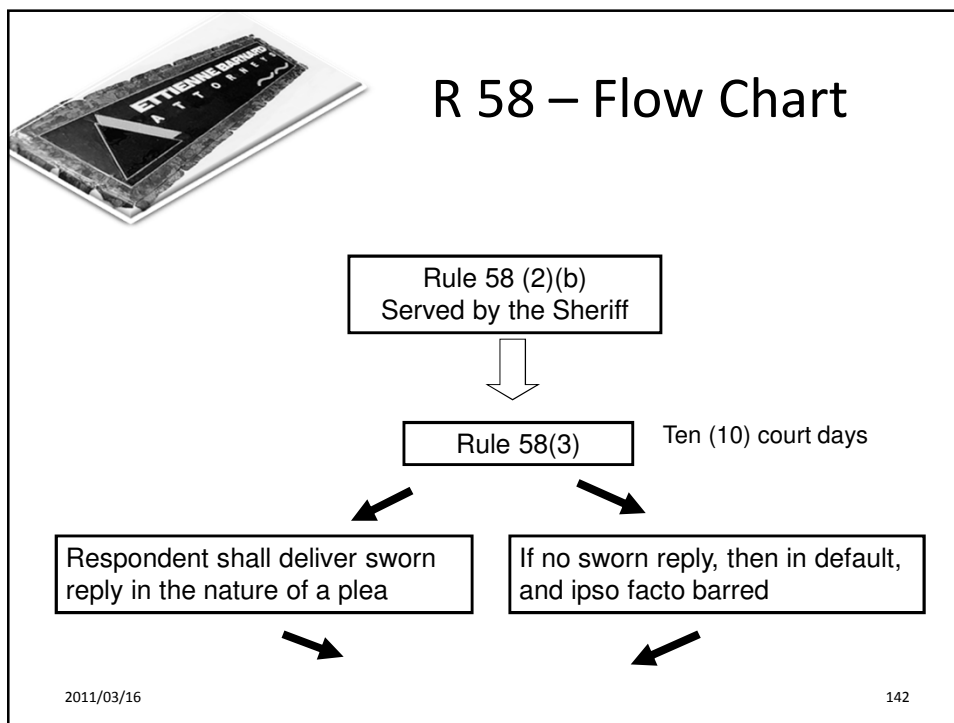 ETTIENNE BARNARD
ATTORNEYS
R 58 – Flow Chart
Rule 58 (2)(b)
Served by the Sheriff
Rule 58(3)
Ten (10) court days
Respondent shall deliver sworn
reply in the nature of a plea
If no sworn reply, then in default,
and ipso facto barred
2011/03/16
142